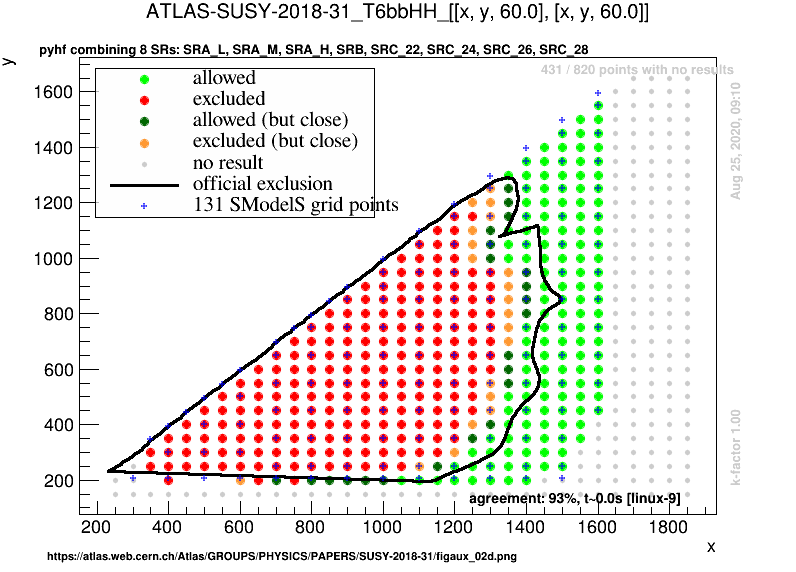 ATLAS-SUSY-2018-31_T6bbHH_[[x, y, 60.0], [x, y, 60.0]]
pyhf combining 8 SRs: SRA_L, SRA_M, SRA_H, SRB, SRC_22, SRC_24, SRC_26, SRC_28
y
431 / 820 points with no results
allowed
excluded
allowed (but close)
excluded (but close)
no result
official exclusion
131 SModelS grid points
1600
1400
1200
1000
800
600
400
200
Aug 25, 2020, 09:10
k-factor 1.00
agreement: 93%, t~0.0s [linux-9]
200 400 600 800 1000 1200 1400 1600 1800
x
https://atlas.web.cern.ch/Atlas/GROUPS/PHYSICS/PAPERS/SUSY-2018-31/figaux_02d.png